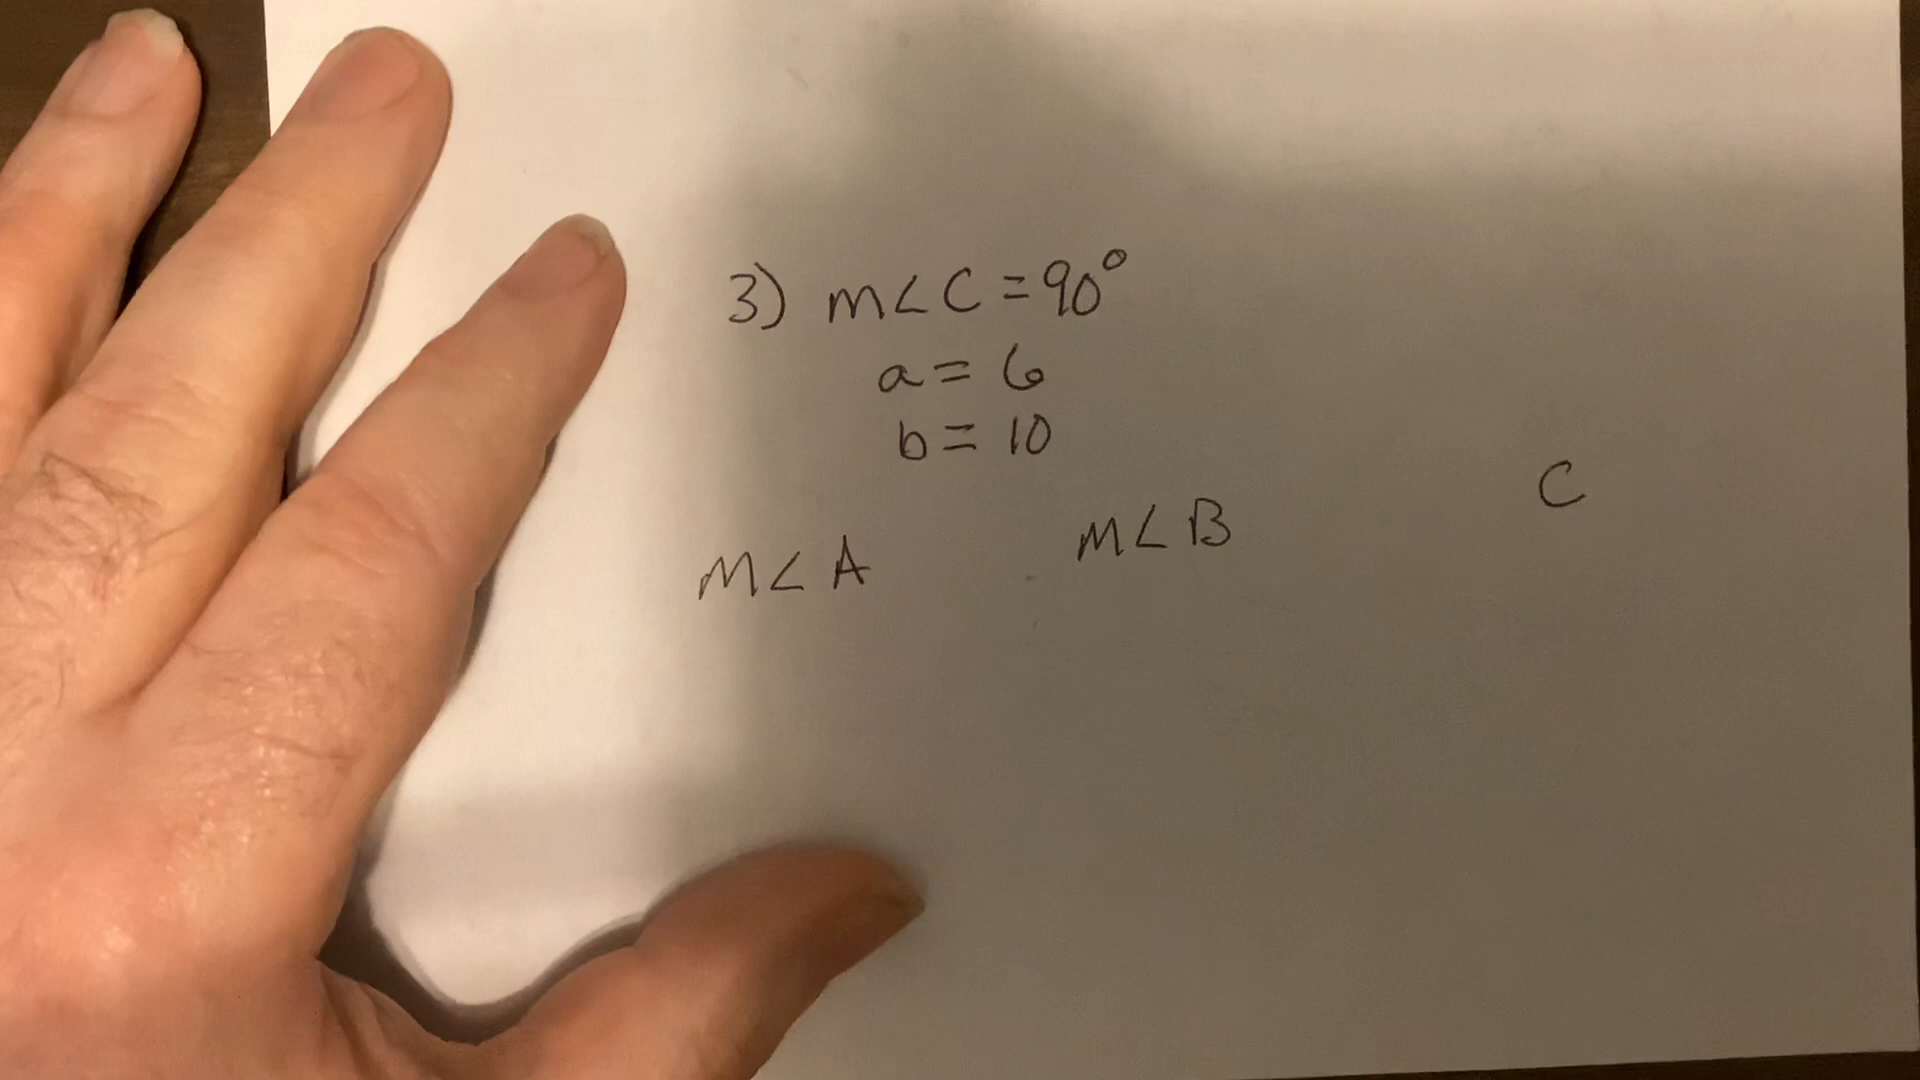 3) m∠C = 90°
a = 6
b = 10
m∠A m∠B c